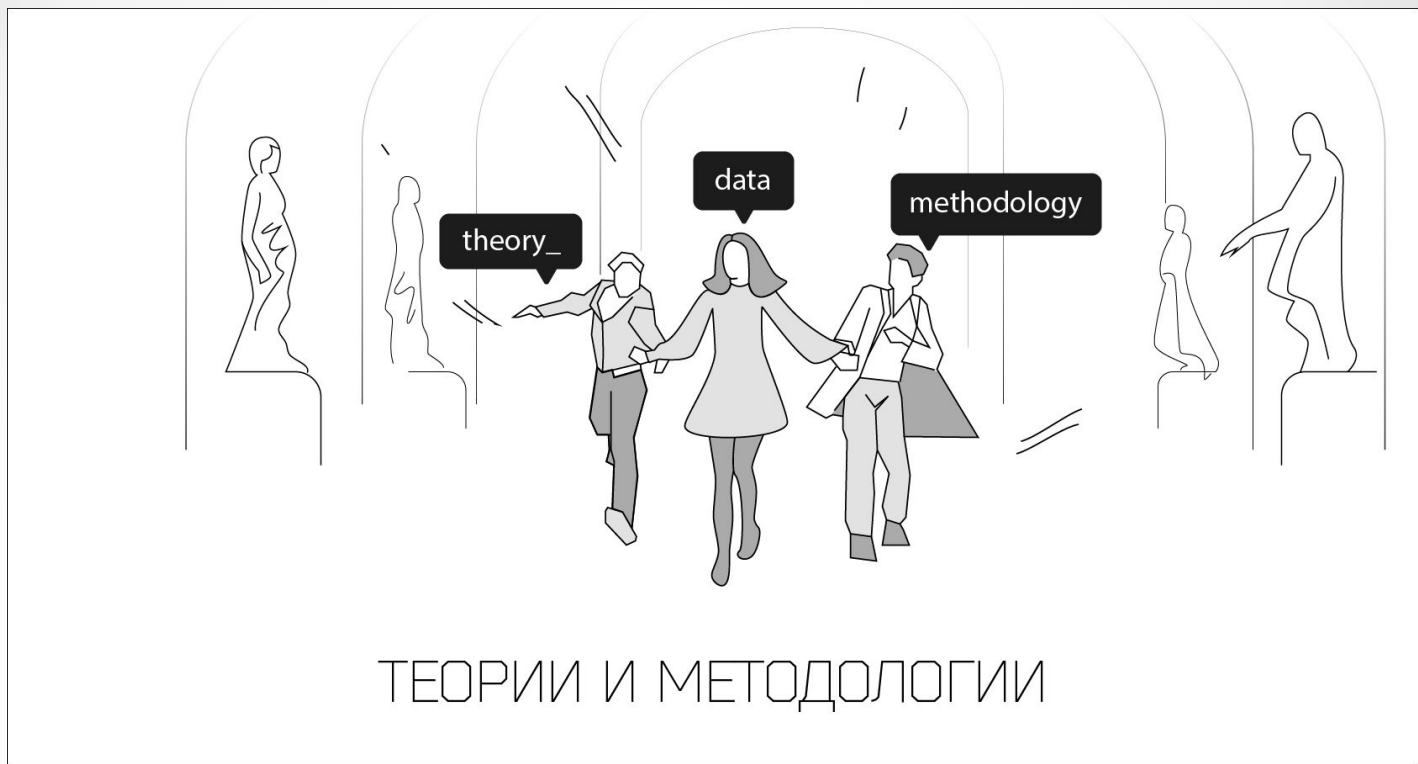 data
methodology
theory_
ТЕОРИИ И МЕТОДОЛОГИИ